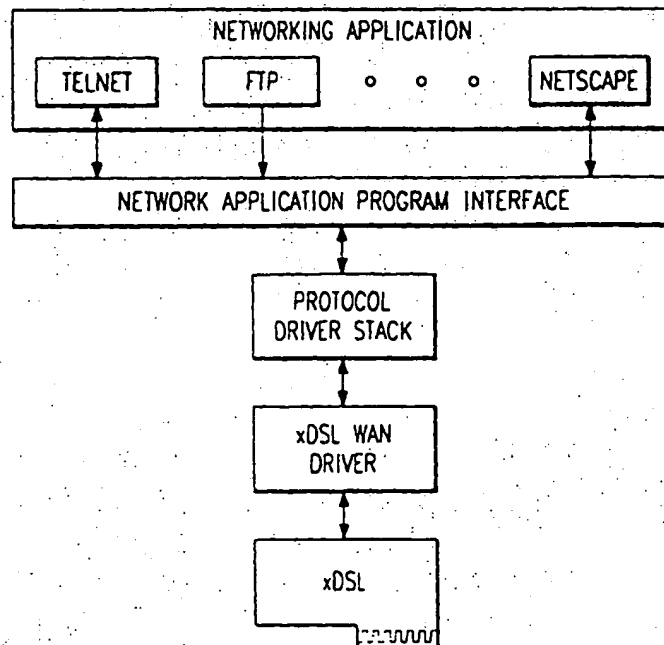 NETWORKING APPLICATION
TELNET
FTP
NETSCAPE
NETWORK APPLICATION PROGRAM INTERFACE
PROTOCOL
DRIVER STACK
xDSL WAN
DRIVER
xDSL